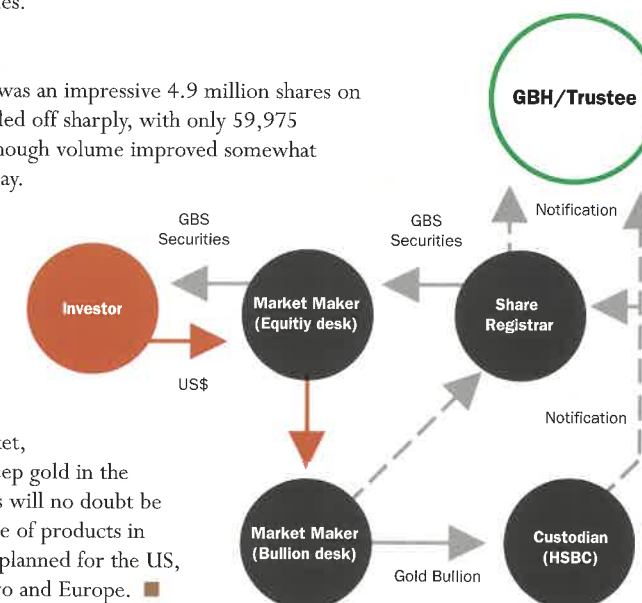 es.
was an impressive 4.9 million shares on
led off sharply, with only 59,975
hough volume improved somewhat
ay.
GBH/Trustee
Notification
GBS
Securities
GBS
Securities
Investor
Market Maker
(Equitiy desk)
Share
Registrar
US$
Notification
ket,
eep gold in the
s will no doubt be
e of products in
planned for the US,
o and Europe.
Market Maker
(Bullion desk)
Gold Bullion
Custodian
(HSBC)